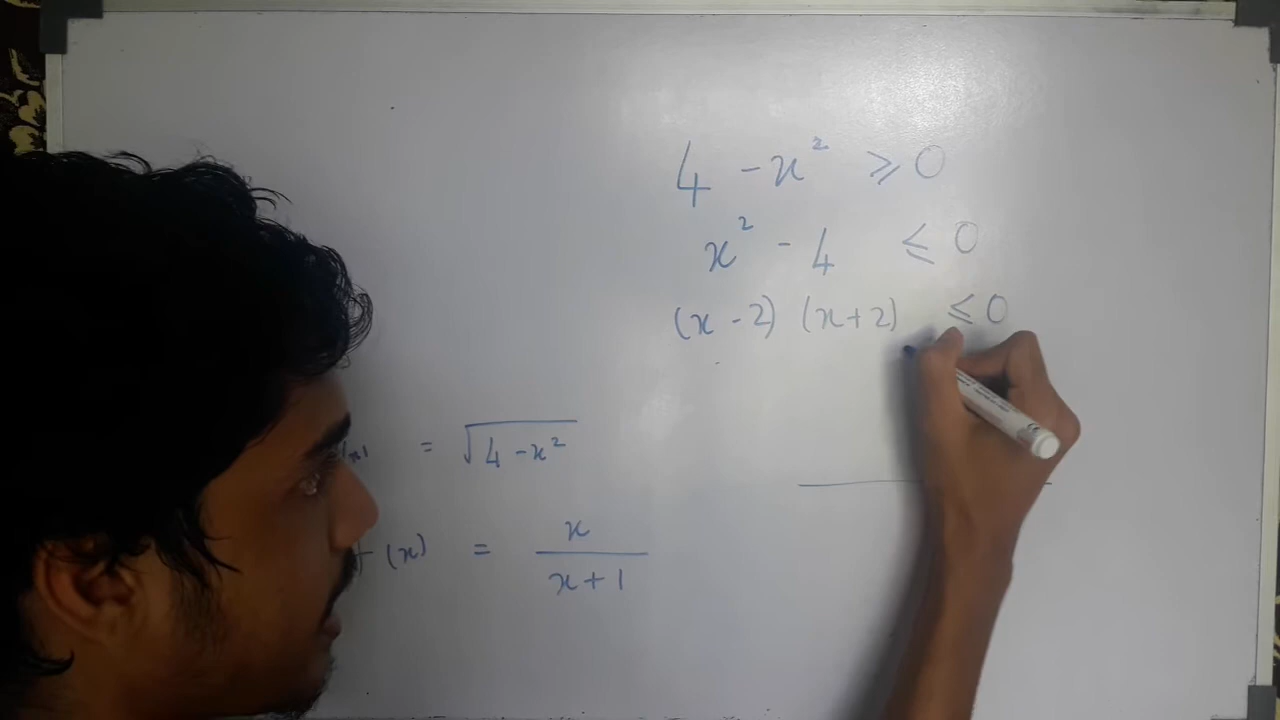 4 - x² ≥ 0
x² - 4 ≤ 0
(x - 2) (x + 2) ≤ 0
= √(4 - x²)
(x) = x / (x + 1)